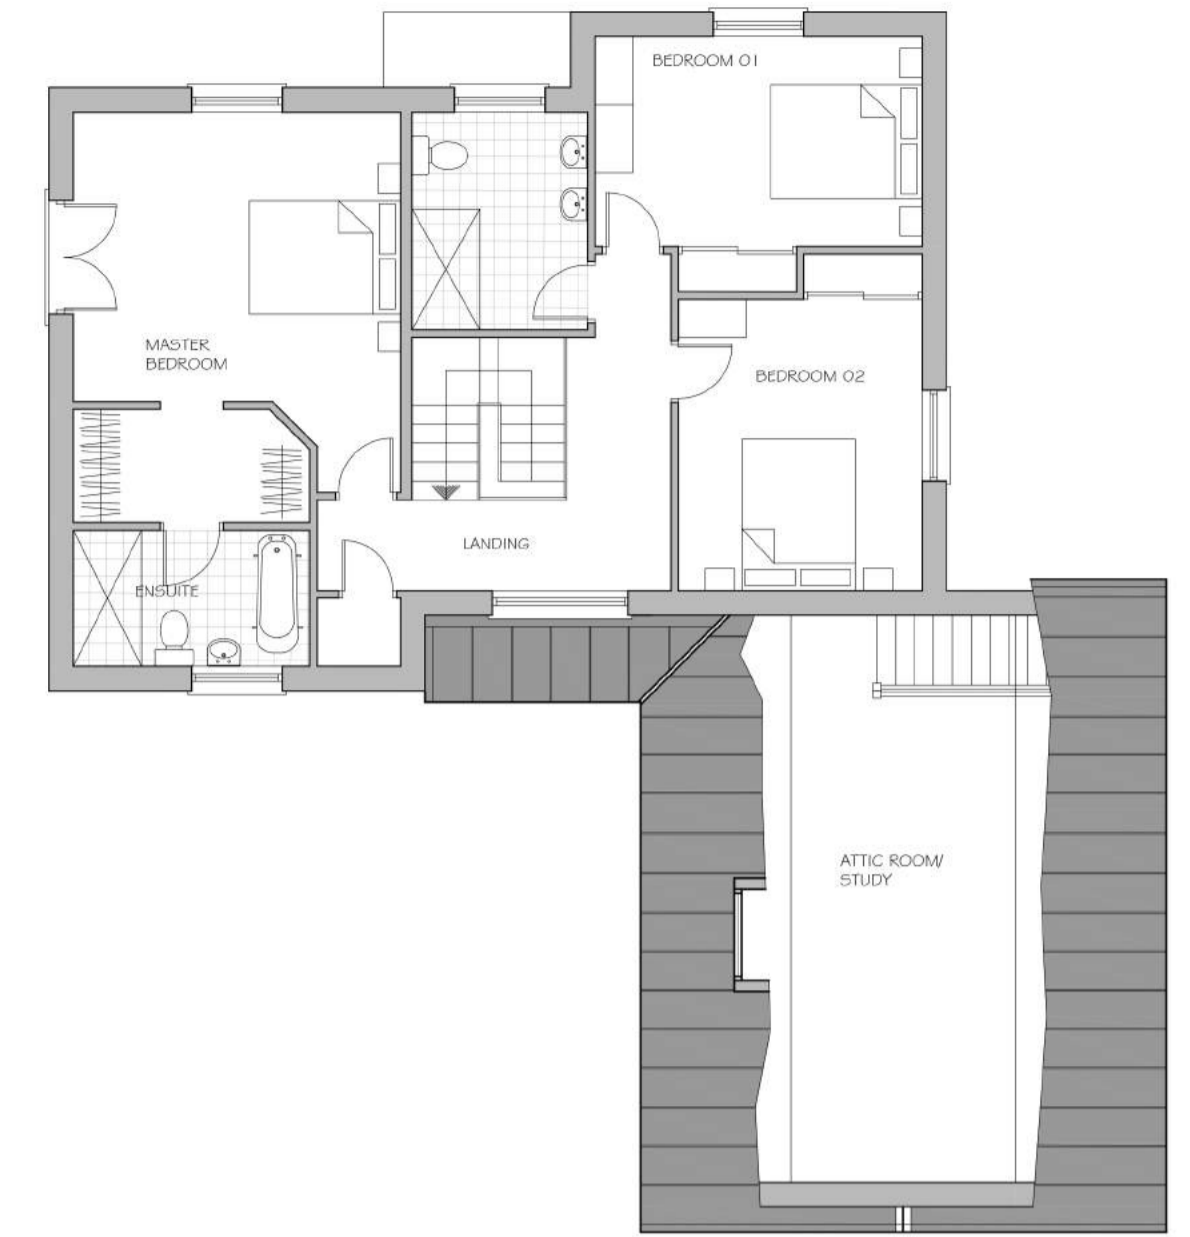 BEDROOM 01
MASTER
BEDROOM
BEDROOM 02
LANDING
ENSUITE
ATTIC ROOM/
STUDY